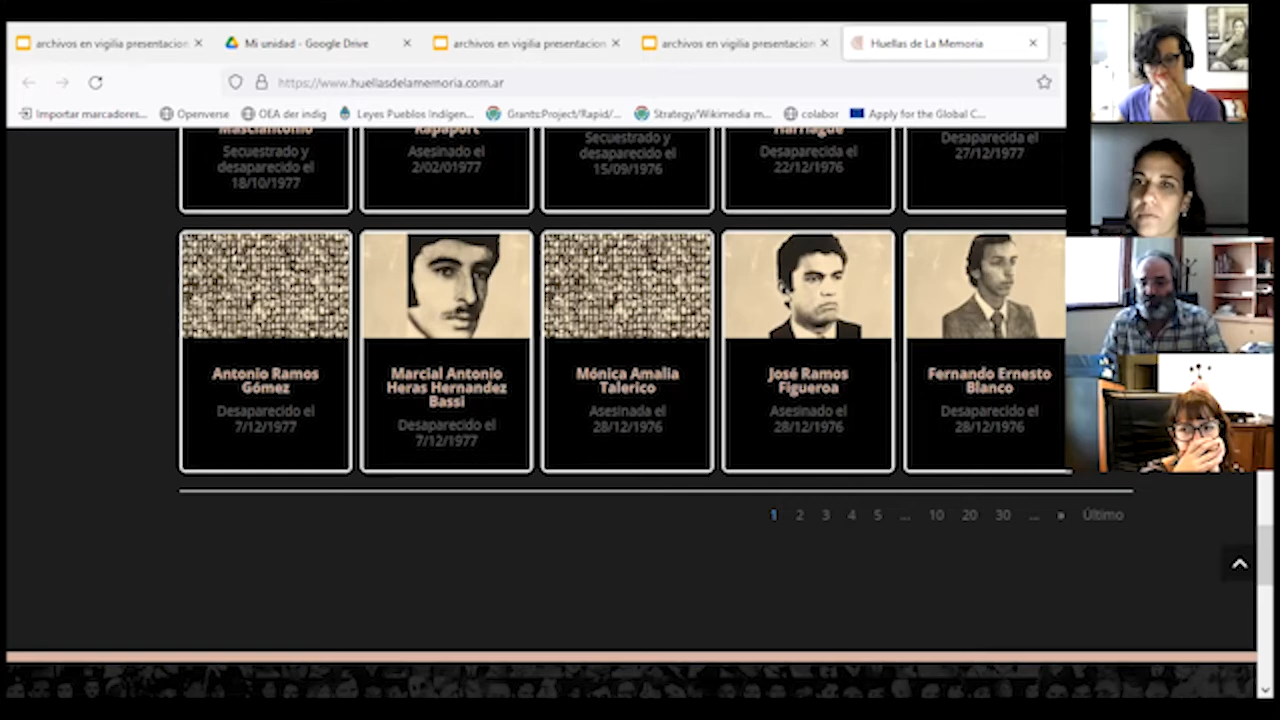 archivos en vigilia presentacion
Mi unidad - Google Drive
archivos en vigilia presentacion
archivos en vigilia presentacion
Huellas de La Memoria
https://www.huellasdelamemoria.com.ar
Importar marcadores...
Openverse
OEA der indig
Leyes Pueblos Indígen...
Grants:Project/Rapid/...
Strategy/Wikimedia m...
colabor
Apply for the Global C...
Masciantonio
Secuestrado y
desaparecido el
18/10/1977
Rapaport
Asesinado el
2/02/01977
Secuestrado y
desaparecido el
15/09/1976
Harriague
Desaparecida el
22/12/1976
Desaparecida el
27/12/1977
Antonio Ramos
Gómez
Desaparecido el
7/12/1977
Marcial Antonio
Heras Hernandez
Bassi
Desaparecido el
7/12/1977
Mónica Amalia
Talerico
Asesinada el
28/12/1976
José Ramos
Figueroa
Asesinado el
28/12/1976
Fernando Ernesto
Blanco
Desaparecido el
28/12/1976
1 2 3 4 5 ... 10 20 30 ... » Último